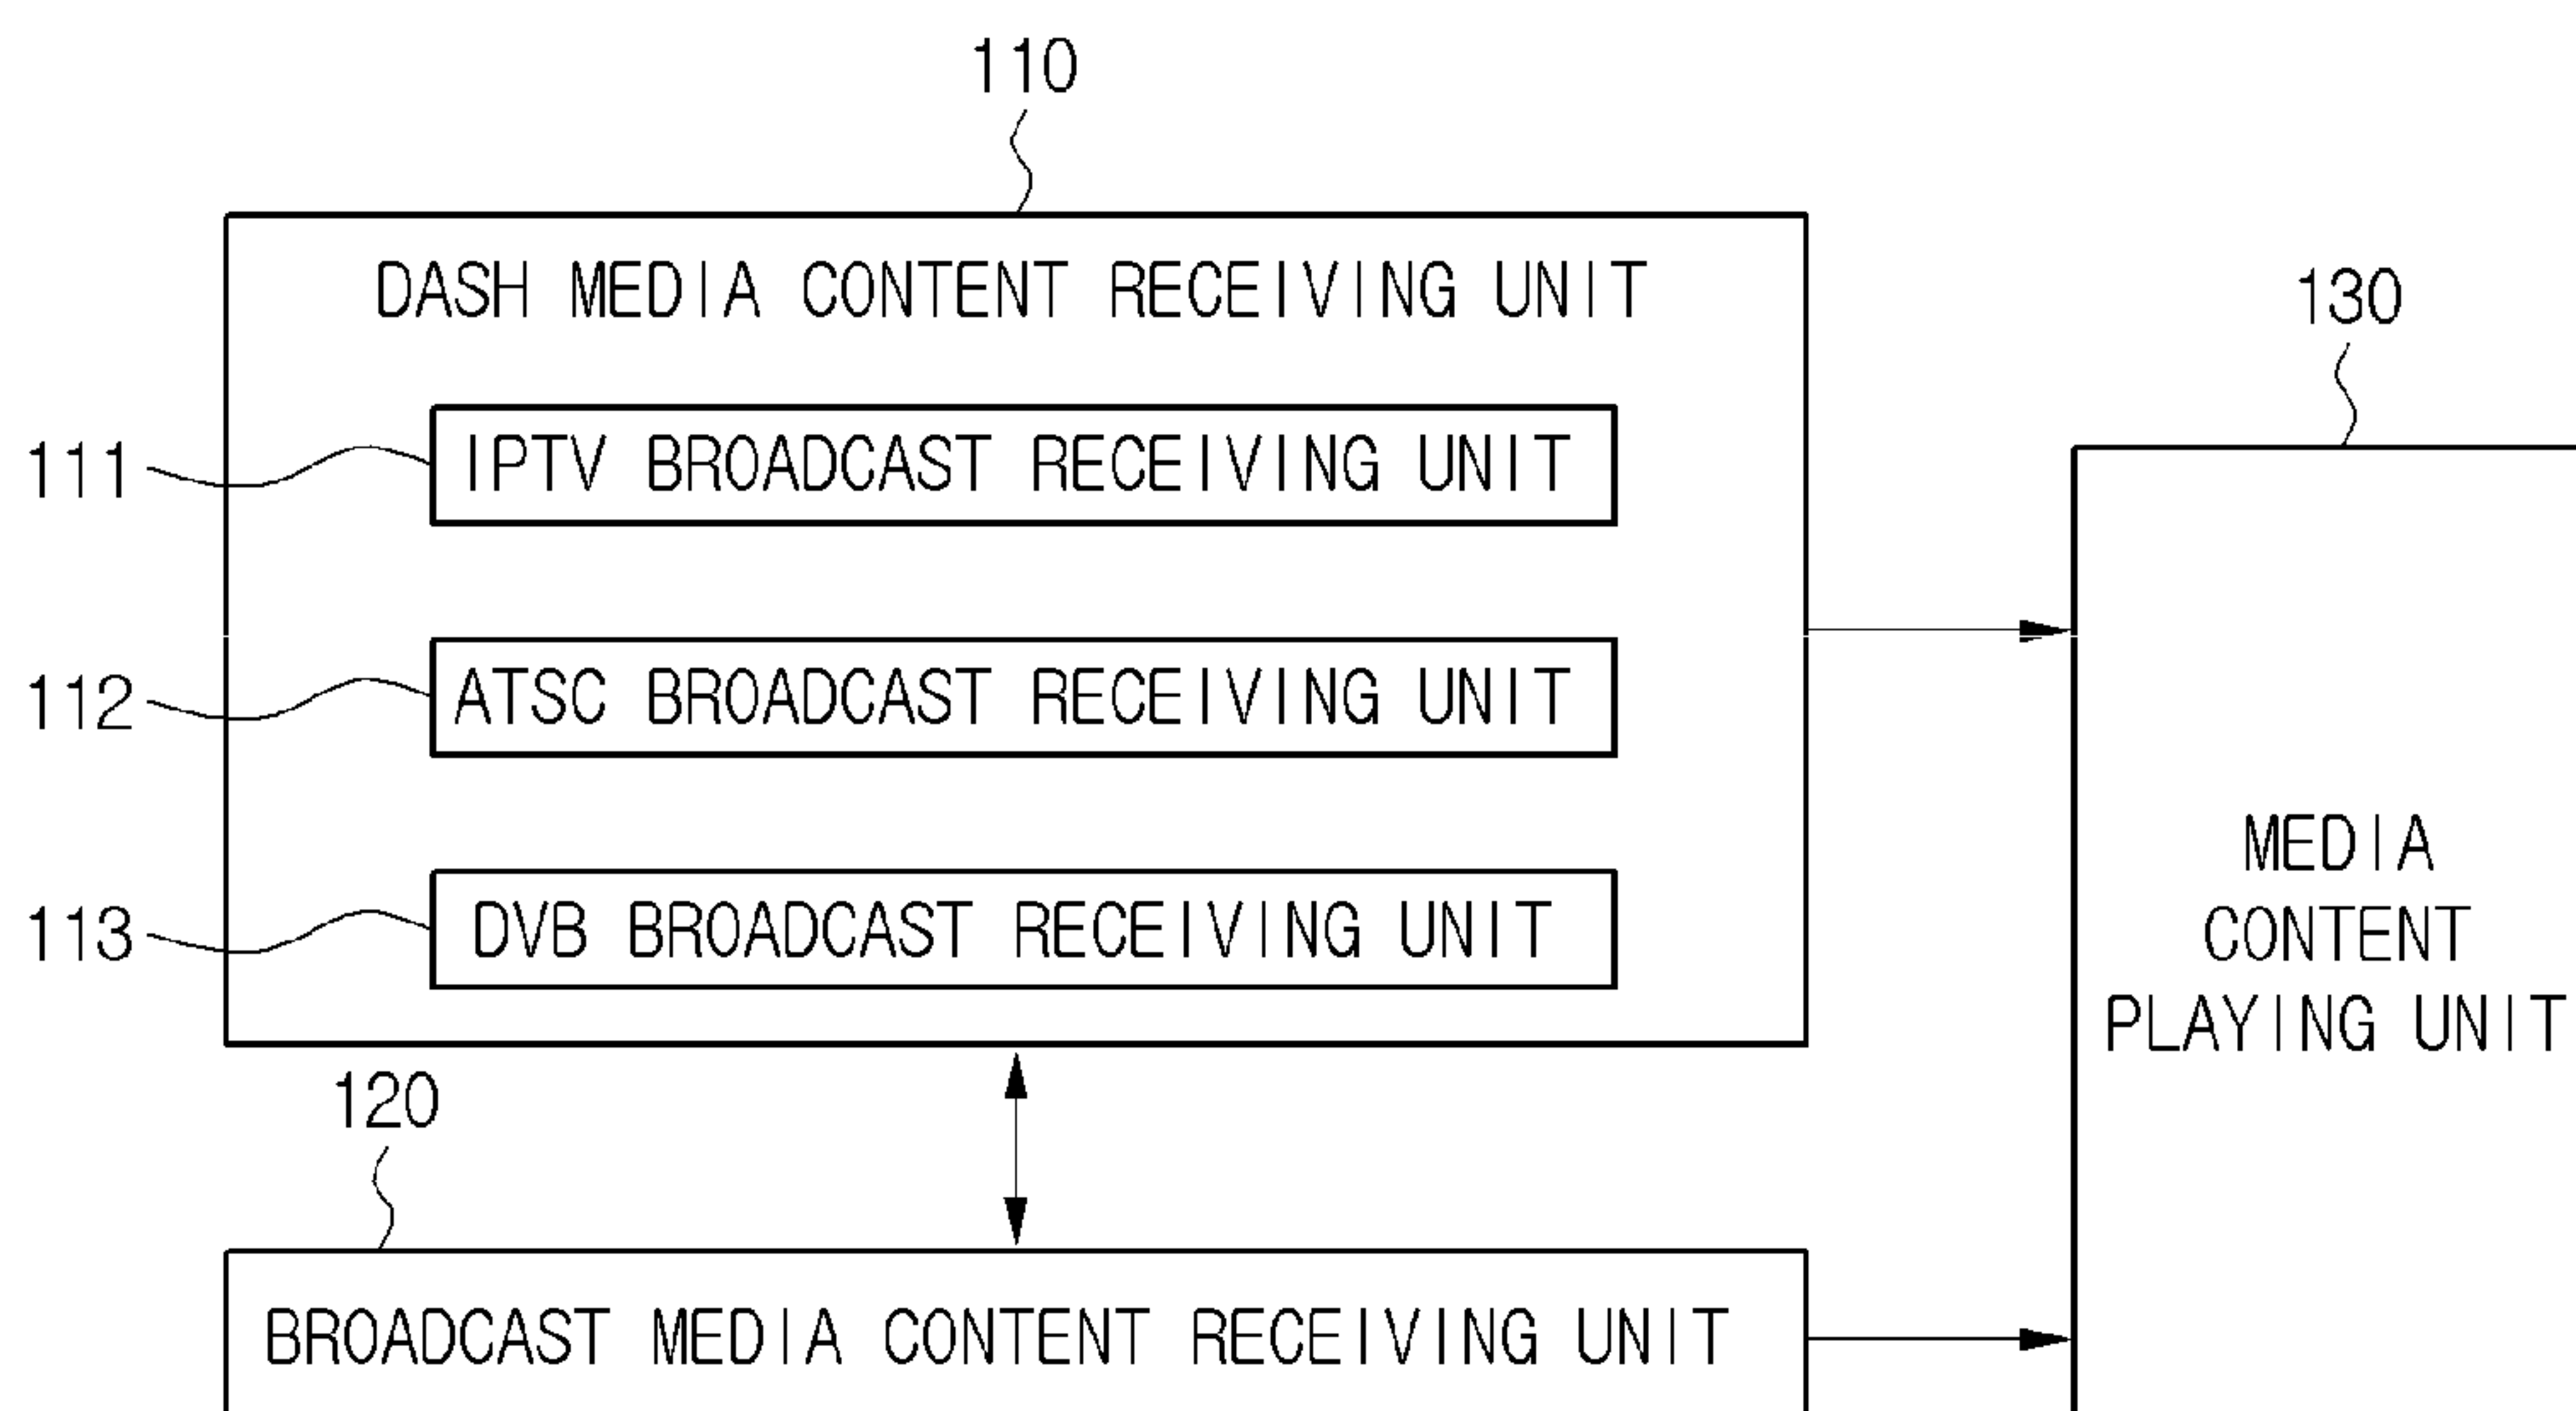 110
DASH MEDIA CONTENT RECEIVING UNIT
130
111
IPTV BROADCAST RECEIVING UNIT
112
ATSC BROADCAST RECEIVING UNIT
113
DVB BROADCAST RECEIVING UNIT
MEDIA
CONTENT
PLAYING UNIT
120
BROADCAST MEDIA CONTENT RECEIVING UNIT